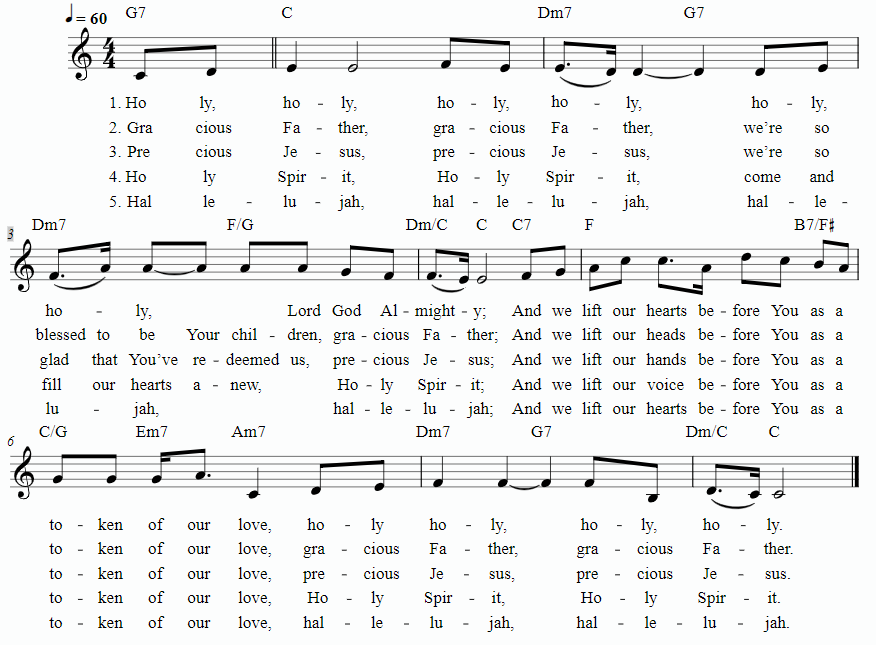 ♩ = 60 G7 C Dm7 G7
1. Ho ly, ho - ly, ho - ly, ho - ly, ho - ly,
2. Gra cious Fa - ther, gra - cious Fa - ther, we're so
3. Pre cious Je - sus, pre - cious Je - sus, we're so
4. Ho ly Spir - it, Ho - ly Spir - it, come and
5. Hal le - lu - jah, hal - le - lu - jah, hal - le -
3 Dm7 F/G Dm/C C C7 F B7/F♯
ho - ly, Lord God Al - might - y; And we lift our hearts be - fore You as a
blessed to be Your chil - dren, gra - cious Fa - ther; And we lift our heads be - fore You as a
glad that You've re - deemed us, pre - cious Je - sus; And we lift our hands be - fore You as a
fill our hearts a - new, Ho - ly Spir - it; And we lift our voice be - fore You as a
lu - jah, hal - le - lu - jah; And we lift our hearts be - fore You as a
6 C/G Em7 Am7 Dm7 G7 Dm/C C
to - ken of our love, ho - ly ho - ly, ho - ly, ho - ly.
to - ken of our love, gra - cious Fa - ther, gra - cious Fa - ther.
to - ken of our love, pre - cious Je - sus, pre - cious Je - sus.
to - ken of our love, Ho - ly Spir - it, Ho - ly Spir - it.
to - ken of our love, hal - le - lu - jah, hal - le - lu - jah.